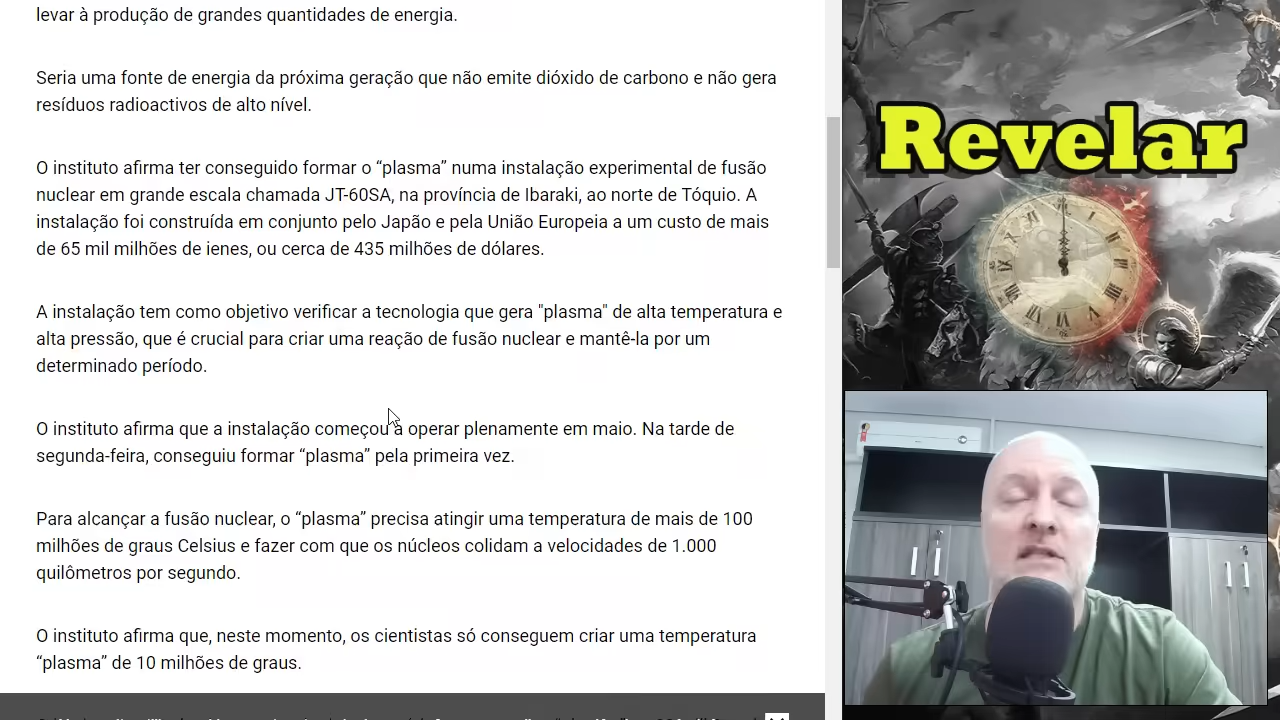 levar à produção de grandes quantidades de energia.
Seria uma fonte de energia da próxima geração que não emite dióxido de carbono e não gera
resíduos radioactivos de alto nível.
O instituto afirma ter conseguido formar o “plasma” numa instalação experimental de fusão
nuclear em grande escala chamada JT-60SA, na província de Ibaraki, ao norte de Tóquio. A
instalação foi construída em conjunto pelo Japão e pela União Europeia a um custo de mais
de 65 mil milhões de ienes, ou cerca de 435 milhões de dólares.
A instalação tem como objetivo verificar a tecnologia que gera "plasma" de alta temperatura e
alta pressão, que é crucial para criar uma reação de fusão nuclear e mantê-la por um
determinado período.
O instituto afirma que a instalação começou a operar plenamente em maio. Na tarde de
segunda-feira, conseguiu formar “plasma” pela primeira vez.
Para alcançar a fusão nuclear, o “plasma” precisa atingir uma temperatura de mais de 100
milhões de graus Celsius e fazer com que os núcleos colidam a velocidades de 1.000
quilômetros por segundo.
O instituto afirma que, neste momento, os cientistas só conseguem criar uma temperatura
“plasma” de 10 milhões de graus.
Revelar